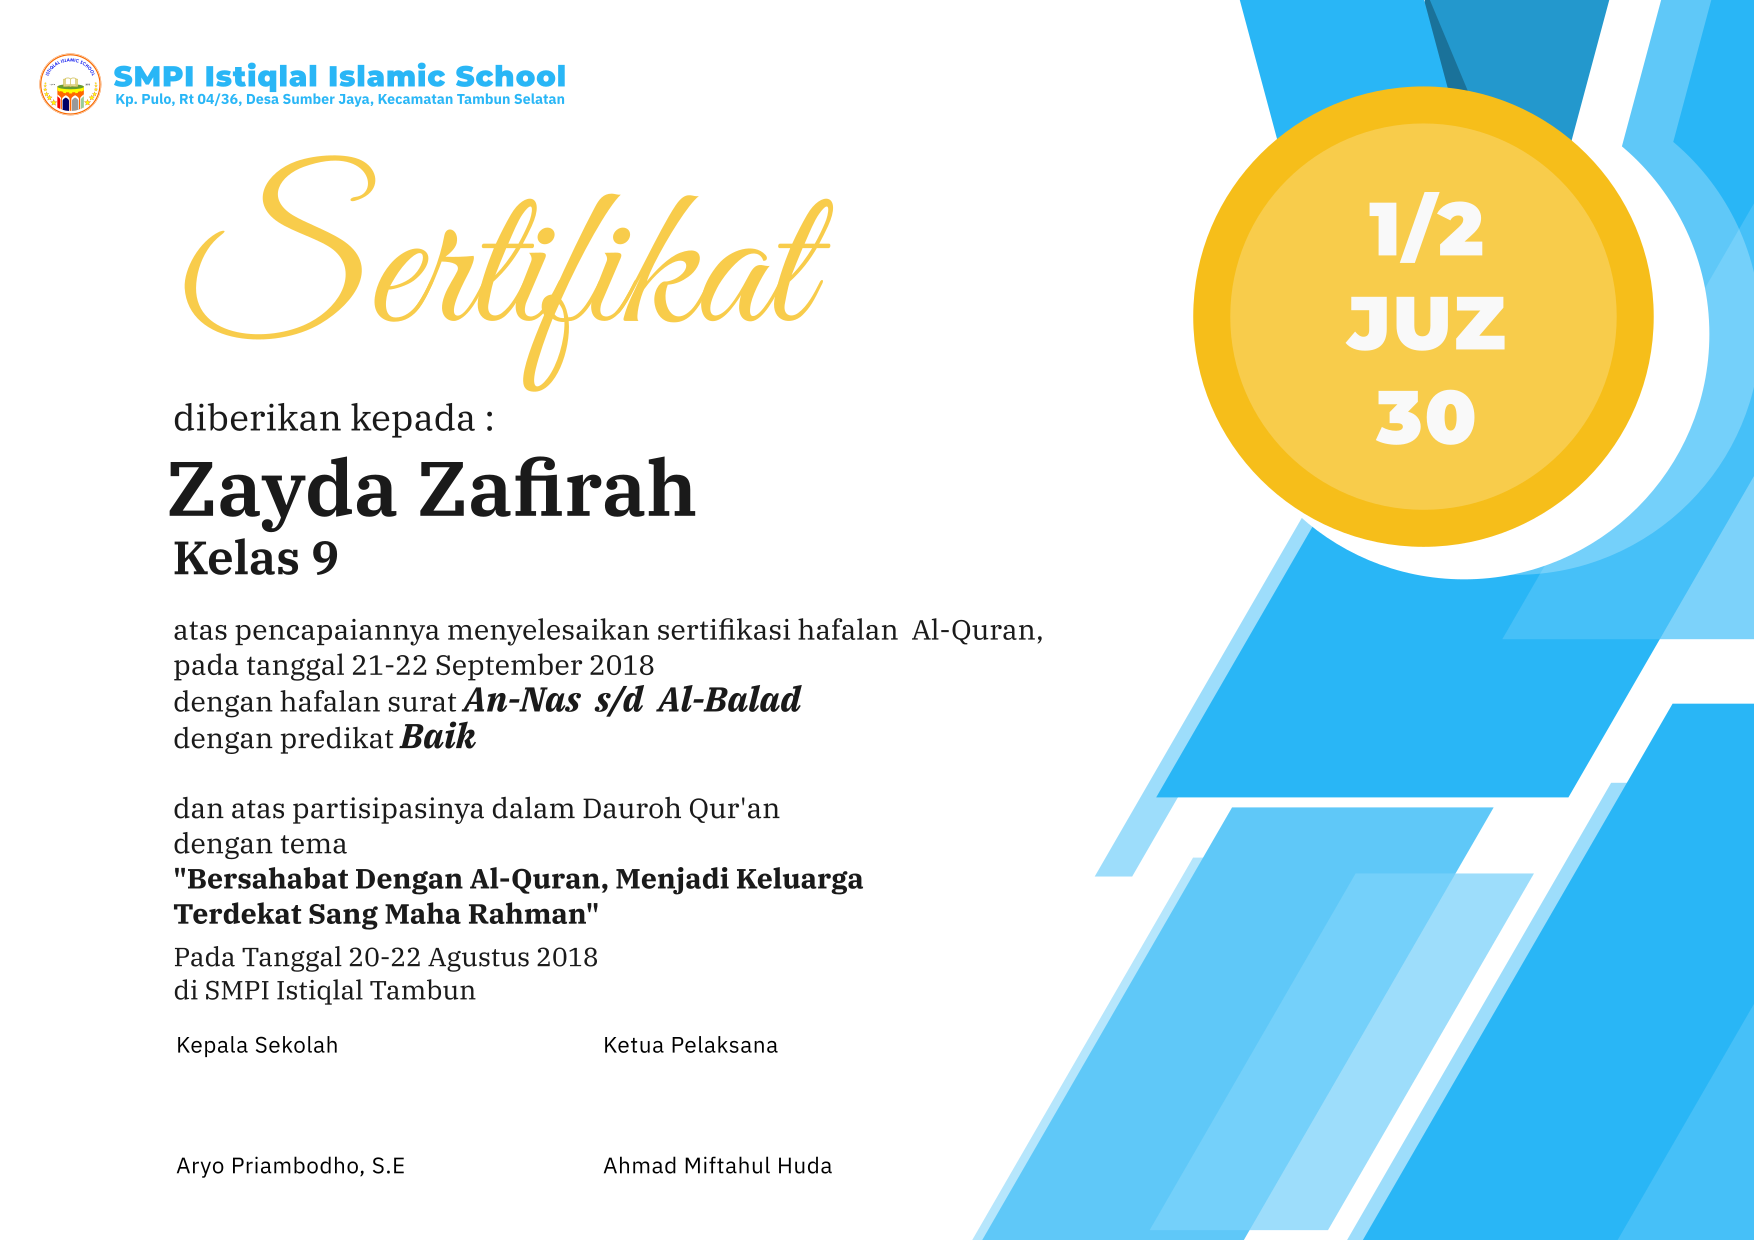 ISTIQLAL ISLAMIC SCHOOL
SMPI Istiqlal Islamic School
Kp. Pulo, Rt 04/36, Desa Sumber Jaya, Kecamatan Tambun Selatan
Sertifikat
1/2
JUZ
30
diberikan kepada :
Zayda Zafirah
Kelas 9
atas pencapaiannya menyelesaikan sertifikasi hafalan Al-Quran,
pada tanggal 21-22 September 2018
dengan hafalan surat An-Nas s/d Al-Balad
dengan predikat Baik
dan atas partisipasinya dalam Dauroh Qur'an
dengan tema
"Bersahabat Dengan Al-Quran, Menjadi Keluarga
Terdekat Sang Maha Rahman"
Pada Tanggal 20-22 Agustus 2018
di SMPI Istiqlal Tambun
Kepala Sekolah
Ketua Pelaksana
Aryo Priambodho, S.E
Ahmad Miftahul Huda